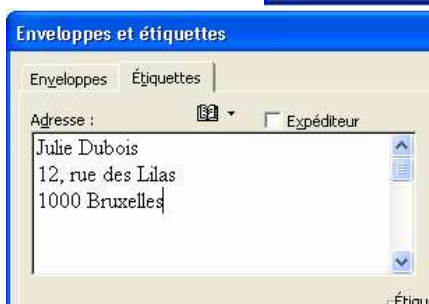 Enveloppes et étiquettes
Enveloppes Étiquettes
Adresse : Expéditeur
Julie Dubois
12, rue des Lilas
1000 Bruxelles